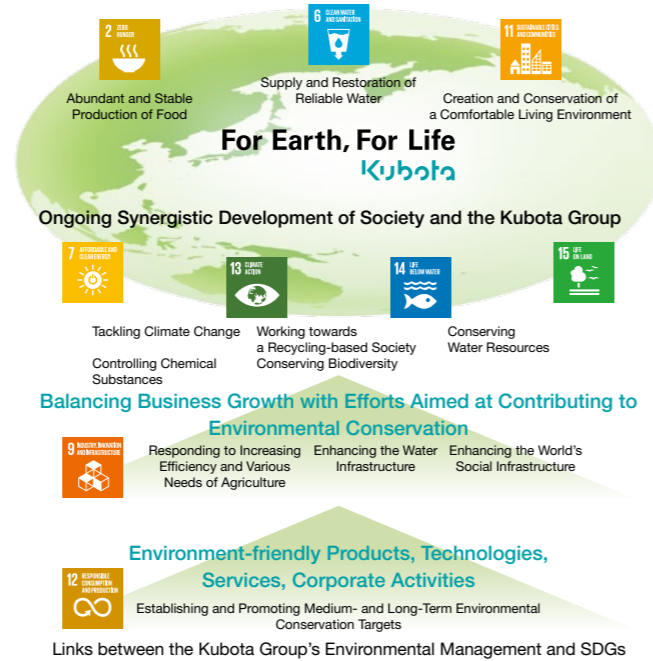 2 ZERO
HUNGER
6 CLEAN WATER
AND SANITATION
11 SUSTAINABLE CITIES
AND COMMUNITIES
Abundant and Stable
Production of Food
Supply and Restoration of
Reliable Water
Creation and Conservation of
a Comfortable Living Environment
For Earth, For Life
Kubota
Ongoing Synergistic Development of Society and the Kubota Group
7 AFFORDABLE AND
CLEAN ENERGY
13 CLIMATE
ACTION
14 LIFE
BELOW WATER
15 LIFE
ON LAND
Tackling Climate Change
Controlling Chemical
Substances
Working towards
a Recycling-based Society
Conserving Biodiversity
Conserving
Water Resources
Balancing Business Growth with Efforts Aimed at Contributing to
Environmental Conservation
9 INDUSTRY, INNOVATION
AND INFRASTRUCTURE
Responding to Increasing
Efficiency and Various
Needs of Agriculture
Enhancing the Water
Infrastructure
Enhancing the World's
Social Infrastructure
Environment-friendly Products, Technologies,
Services, Corporate Activities
12 RESPONSIBLE
CONSUMPTION
AND PRODUCTION
Establishing and Promoting Medium- and Long-Term Environmental
Conservation Targets
Links between the Kubota Group's Environmental Management and SDGs